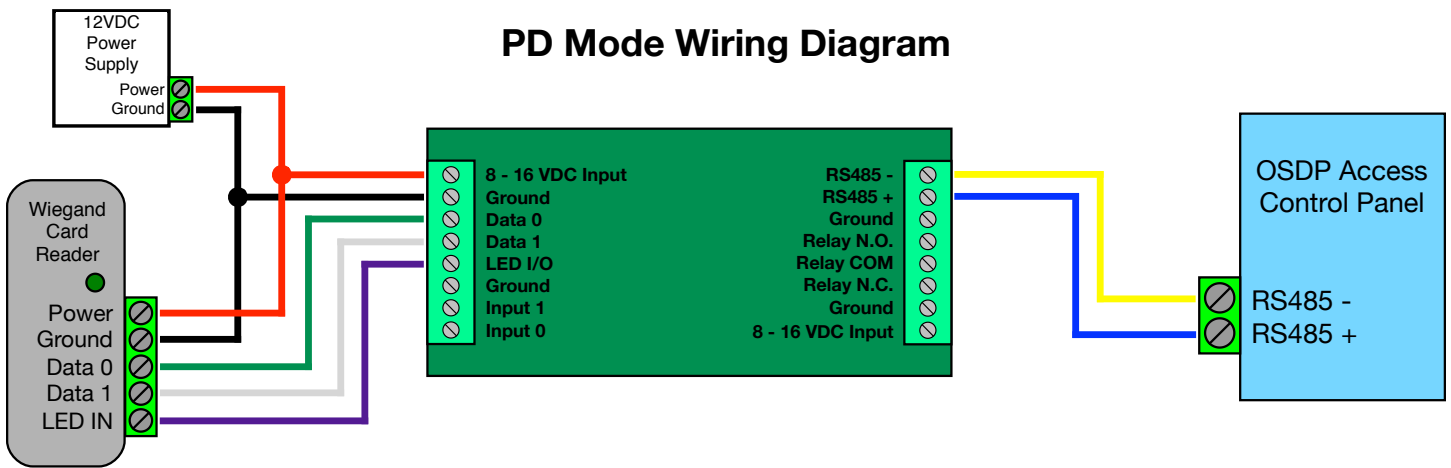 PD Mode Wiring Diagram
12VDC
Power
Supply
Power
Ground
Wiegand
Card
Reader
Power
Ground
Data 0
Data 1
LED IN
8 - 16 VDC Input
Ground
Data 0
Data 1
LED I/O
Ground
Input 1
Input 0
RS485 -
RS485 +
Ground
Relay N.O.
Relay COM
Relay N.C.
Ground
8 - 16 VDC Input
OSDP Access
Control Panel
RS485 -
RS485 +